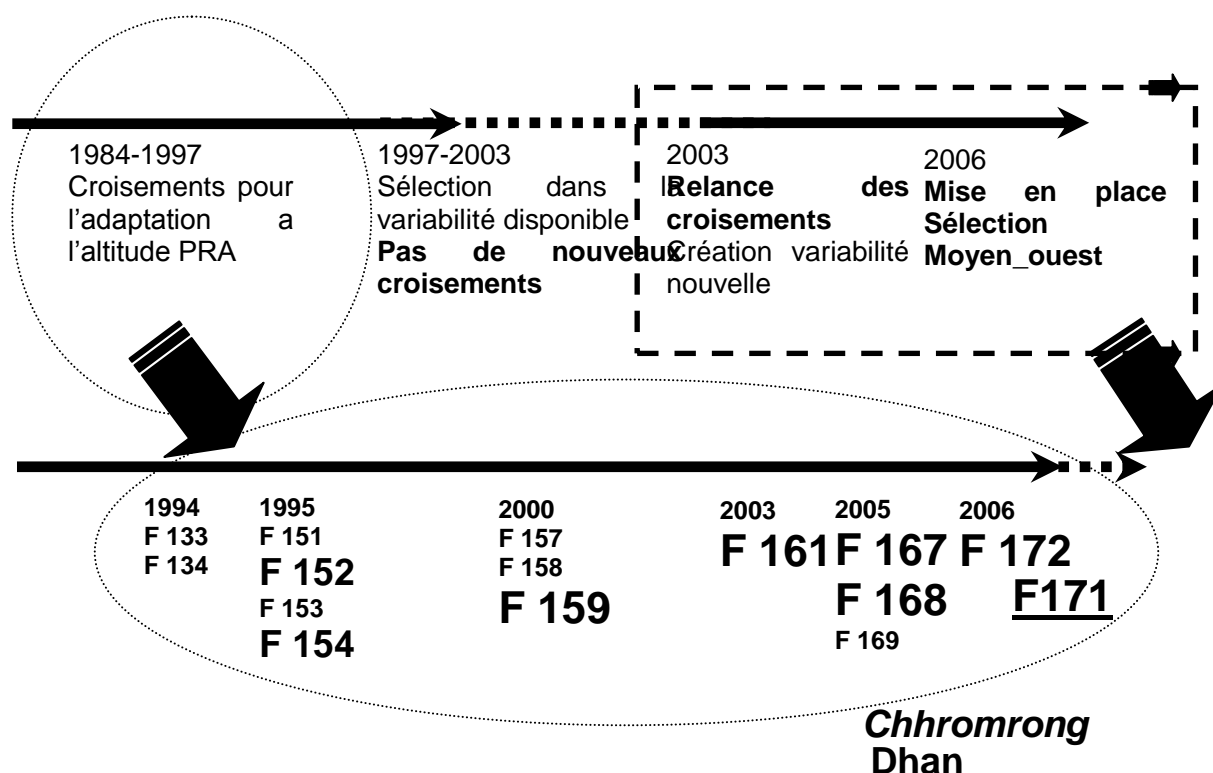 1984-1997
Croisements pour
l’adaptation a
l’altitude PRA
1997-2003
Sélection dans la
variabilité disponible
Pas de nouveaux
croisements
2003
Relance des
croisements
Création variabilité
nouvelle
2006
Mise en place
Sélection
Moyen_ouest
1994
F 133
F 134
1995
F 151
F 152
F 153
F 154
2000
F 157
F 158
F 159
2003
F 161
2005
F 167
F 168
F 169
2006
F 172
F171
Chhromrong
Dhan